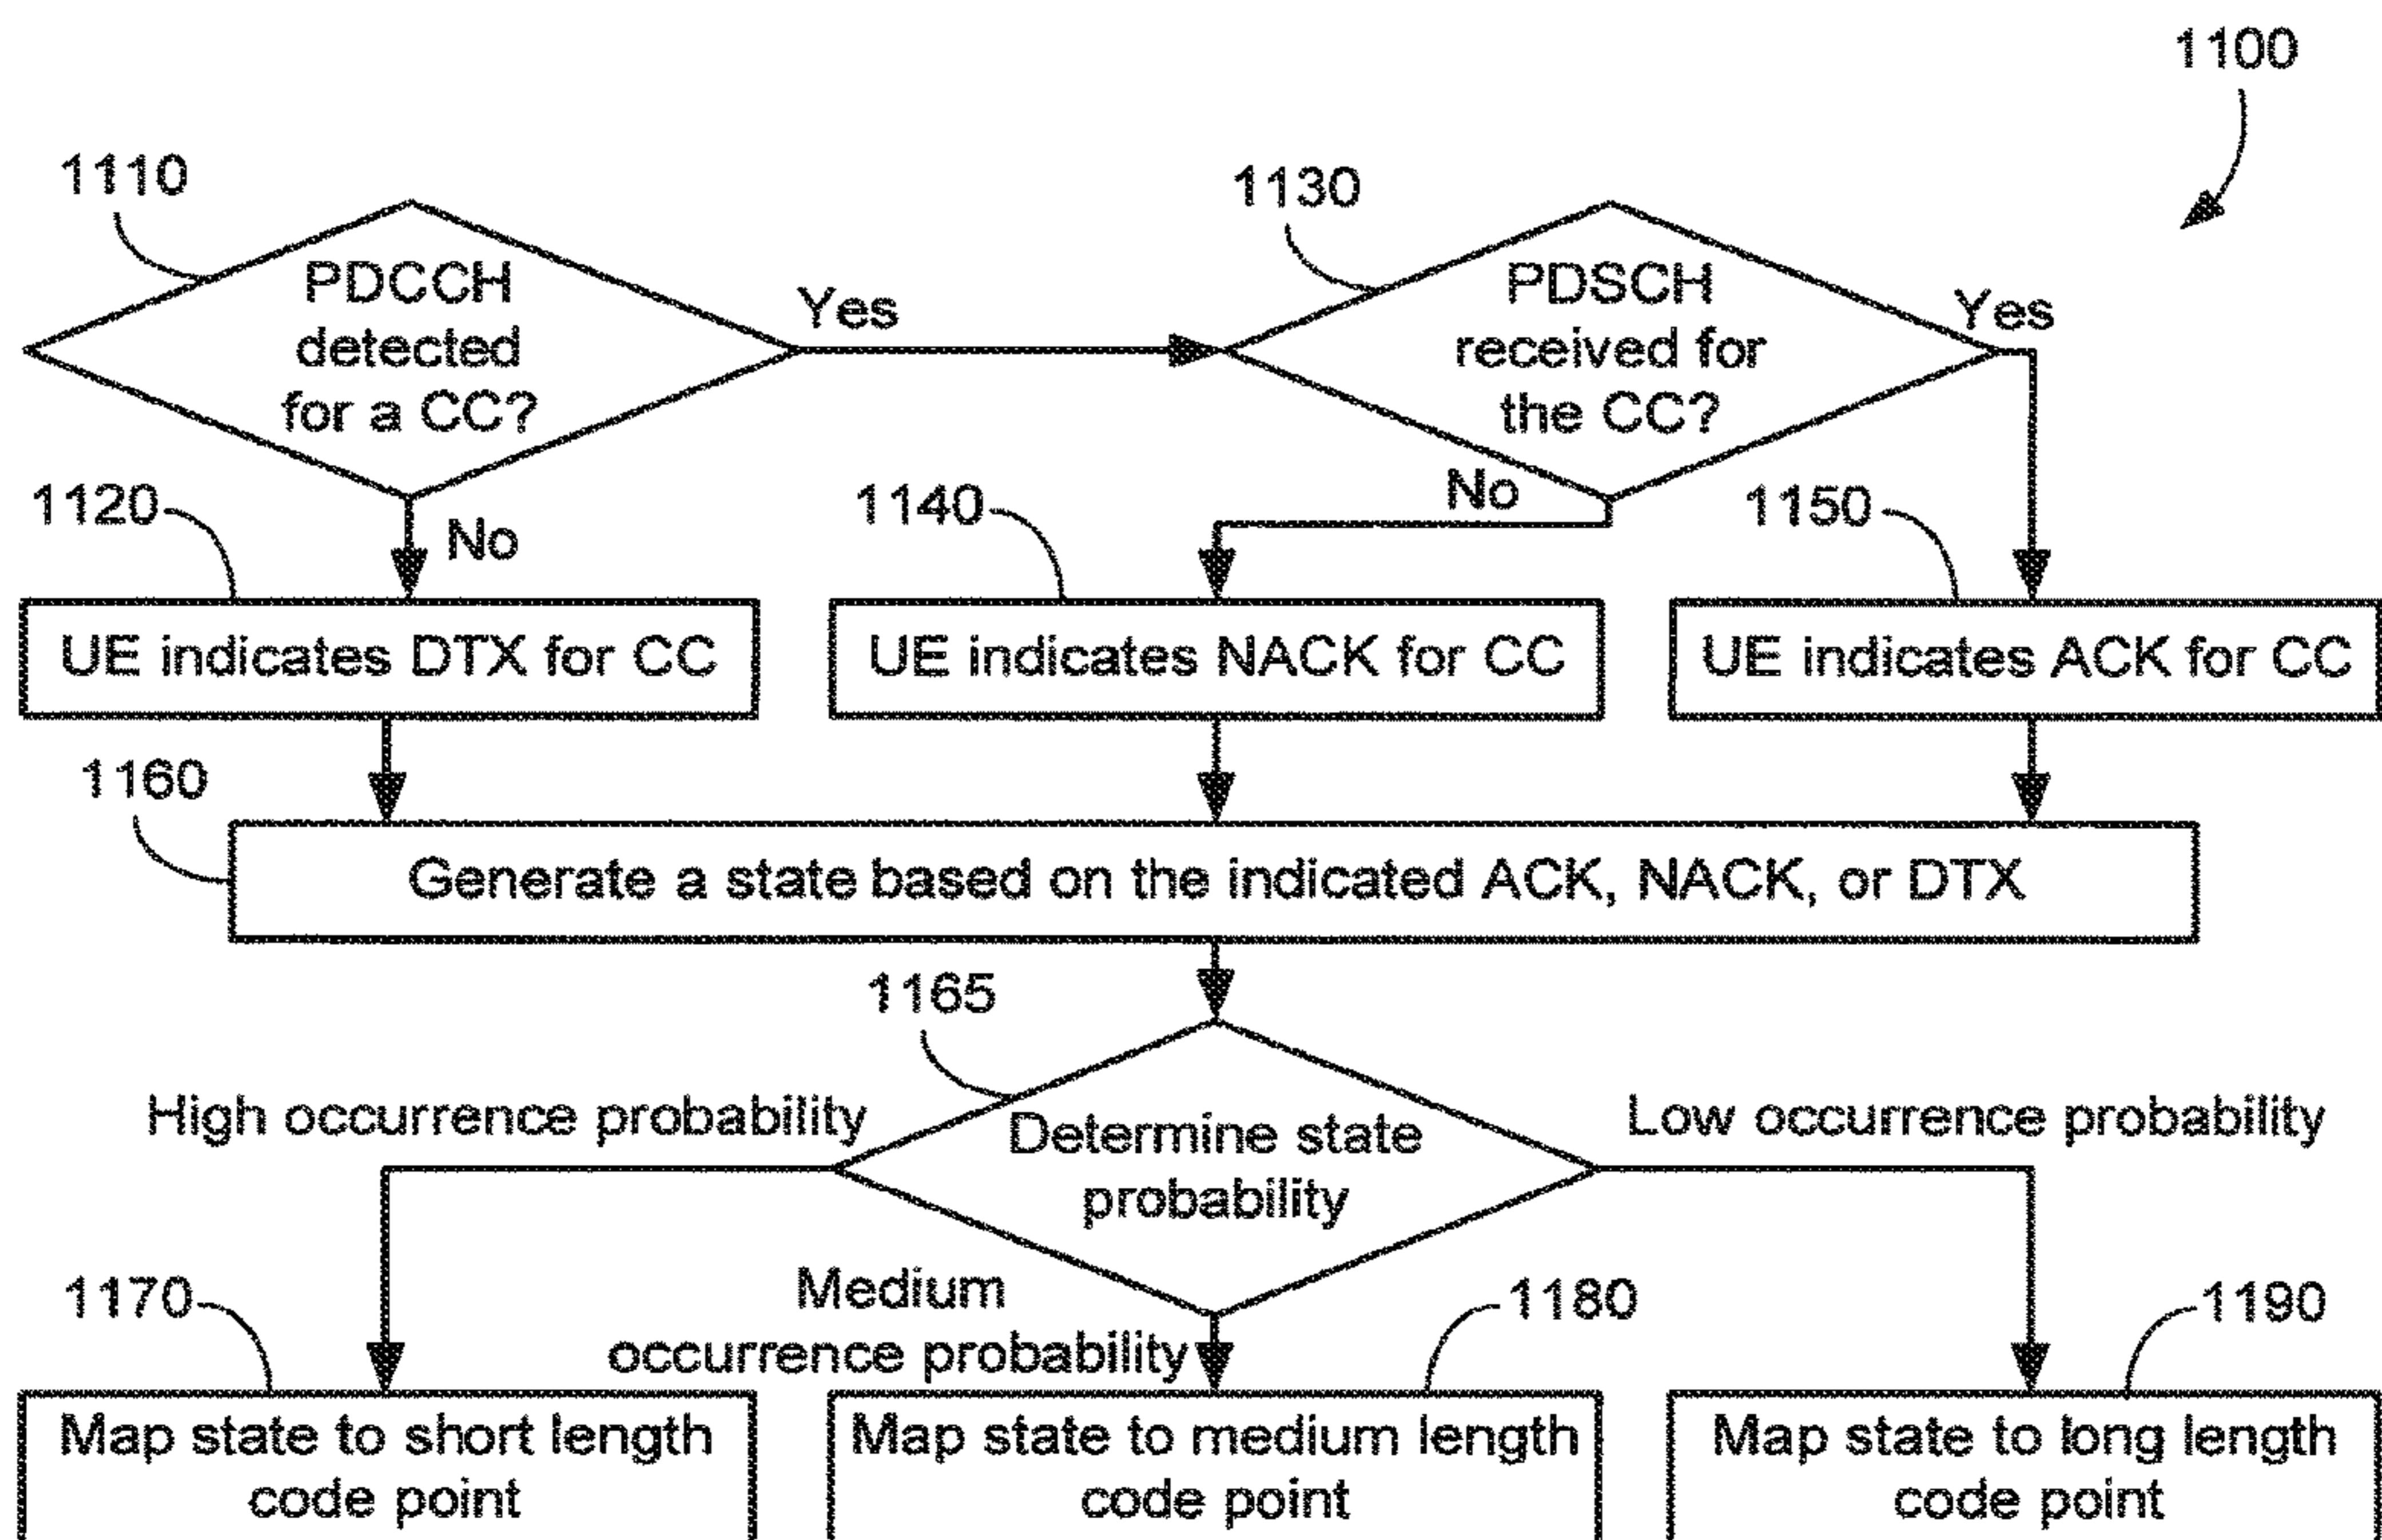 1100
1110
1130
PDCCH
detected
for a CC?
Yes
PDSCH
received for
the CC?
Yes
1120
No
1140
No
1150
UE indicates DTX for CC
UE indicates NACK for CC
UE indicates ACK for CC
1160
Generate a state based on the indicated ACK, NACK, or DTX
1165
High occurrence probability
Determine state
probability
Low occurrence probability
1170
Medium
occurrence probability
1180
1190
Map state to short length
code point
Map state to medium length
code point
Map state to long length
code point